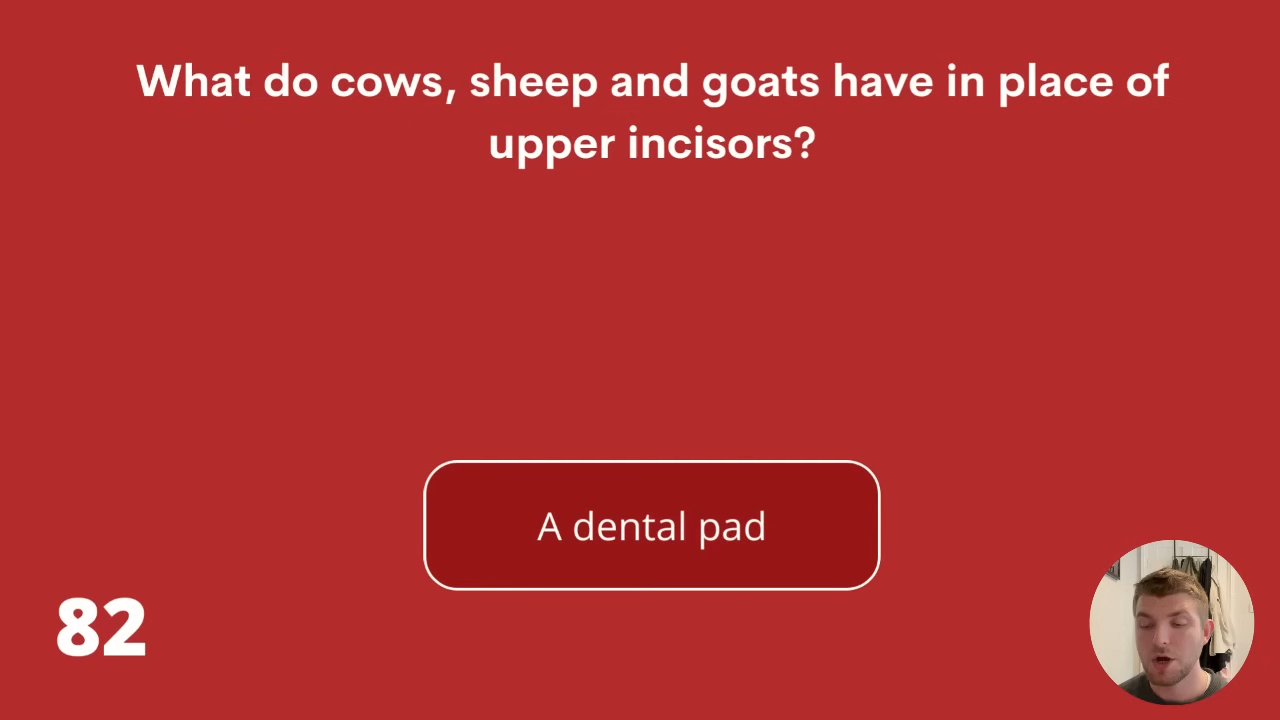 What do cows, sheep and goats have in place of
upper incisors?
A dental pad
82